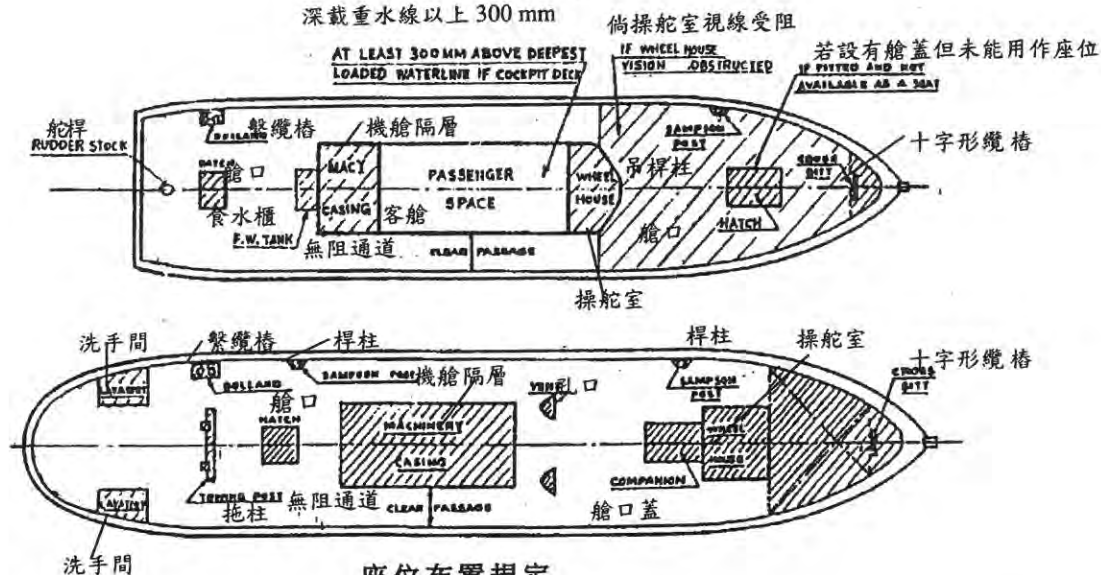 深載重水線以上 300 mm
倘操舵室視線受阻
AT LEAST 300MM ABOVE DEEPEST
LOADED WATERLINE IF COCKPIT DECK
IF WHEEL HOUSE
VISION OBSTRUCTED
若設有艙蓋但未能用作座位
IF FITTED AND NOT
AVAILABLE AS A SEAT
繫纜樁
機艙隔層
SAMPSON
POST
舵桿
RUDDER STOCK
HATCH
艙口
MACY
CASING
PASSENGER
SPACE
WHEEL
HOUSE
吊桿柱
CROSS
BITT
十字形纜樁
食水櫃
F.W. TANK
客艙
HATCH
艙口
無阻通道
CLEAR PASSAGE
操舵室
洗手間
繫纜樁
桿柱
桿柱
操舵室
十字形纜樁
CROSS
BITT
BOLLARD
SAMPSON POST
機艙隔層
孔口
SAMPSON
POST
艙口
HATCH
MACHINERY
CASING
WHEEL
HOUSE
COMPANION
LAVATORY
TOWING POST
拖柱
無阻通道
CLEAR PASSAGE
艙口蓋
洗手間
座位布置規定